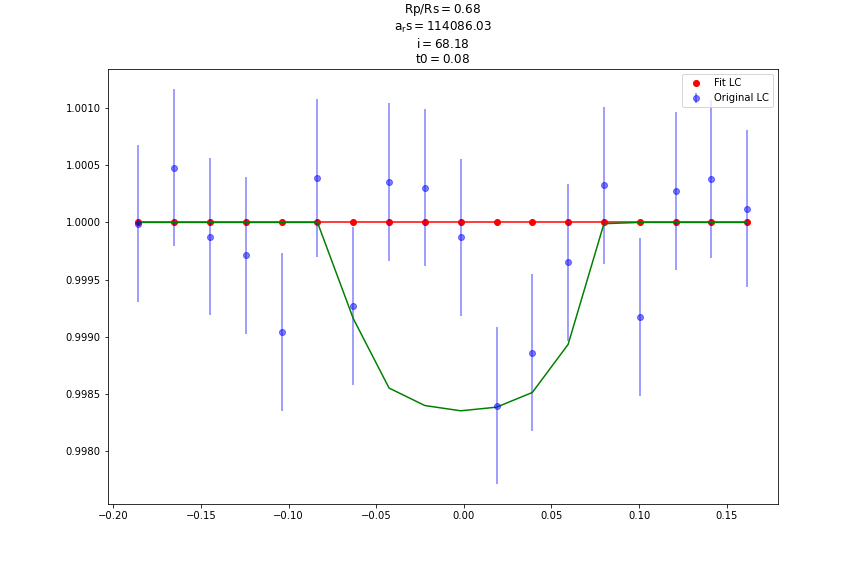 Rp/Rs = 0.68
aᵣs = 114086.03
i = 68.18
t0 = 0.08
Fit LC
Original LC
1.0010
1.0005
1.0000
0.9995
0.9990
0.9985
0.9980
−0.20 −0.15 −0.10 −0.05 0.00 0.05 0.10 0.15